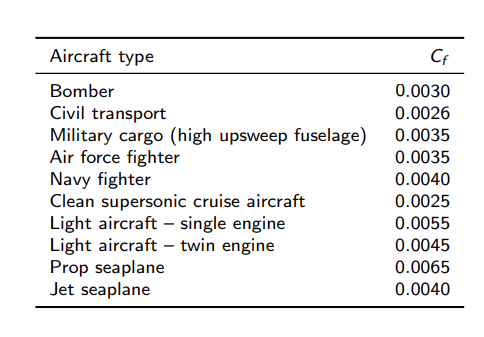 Aircraft type C_f
Bomber 0.0030
Civil transport 0.0026
Military cargo (high upsweep fuselage) 0.0035
Air force fighter 0.0035
Navy fighter 0.0040
Clean supersonic cruise aircraft 0.0025
Light aircraft – single engine 0.0055
Light aircraft – twin engine 0.0045
Prop seaplane 0.0065
Jet seaplane 0.0040